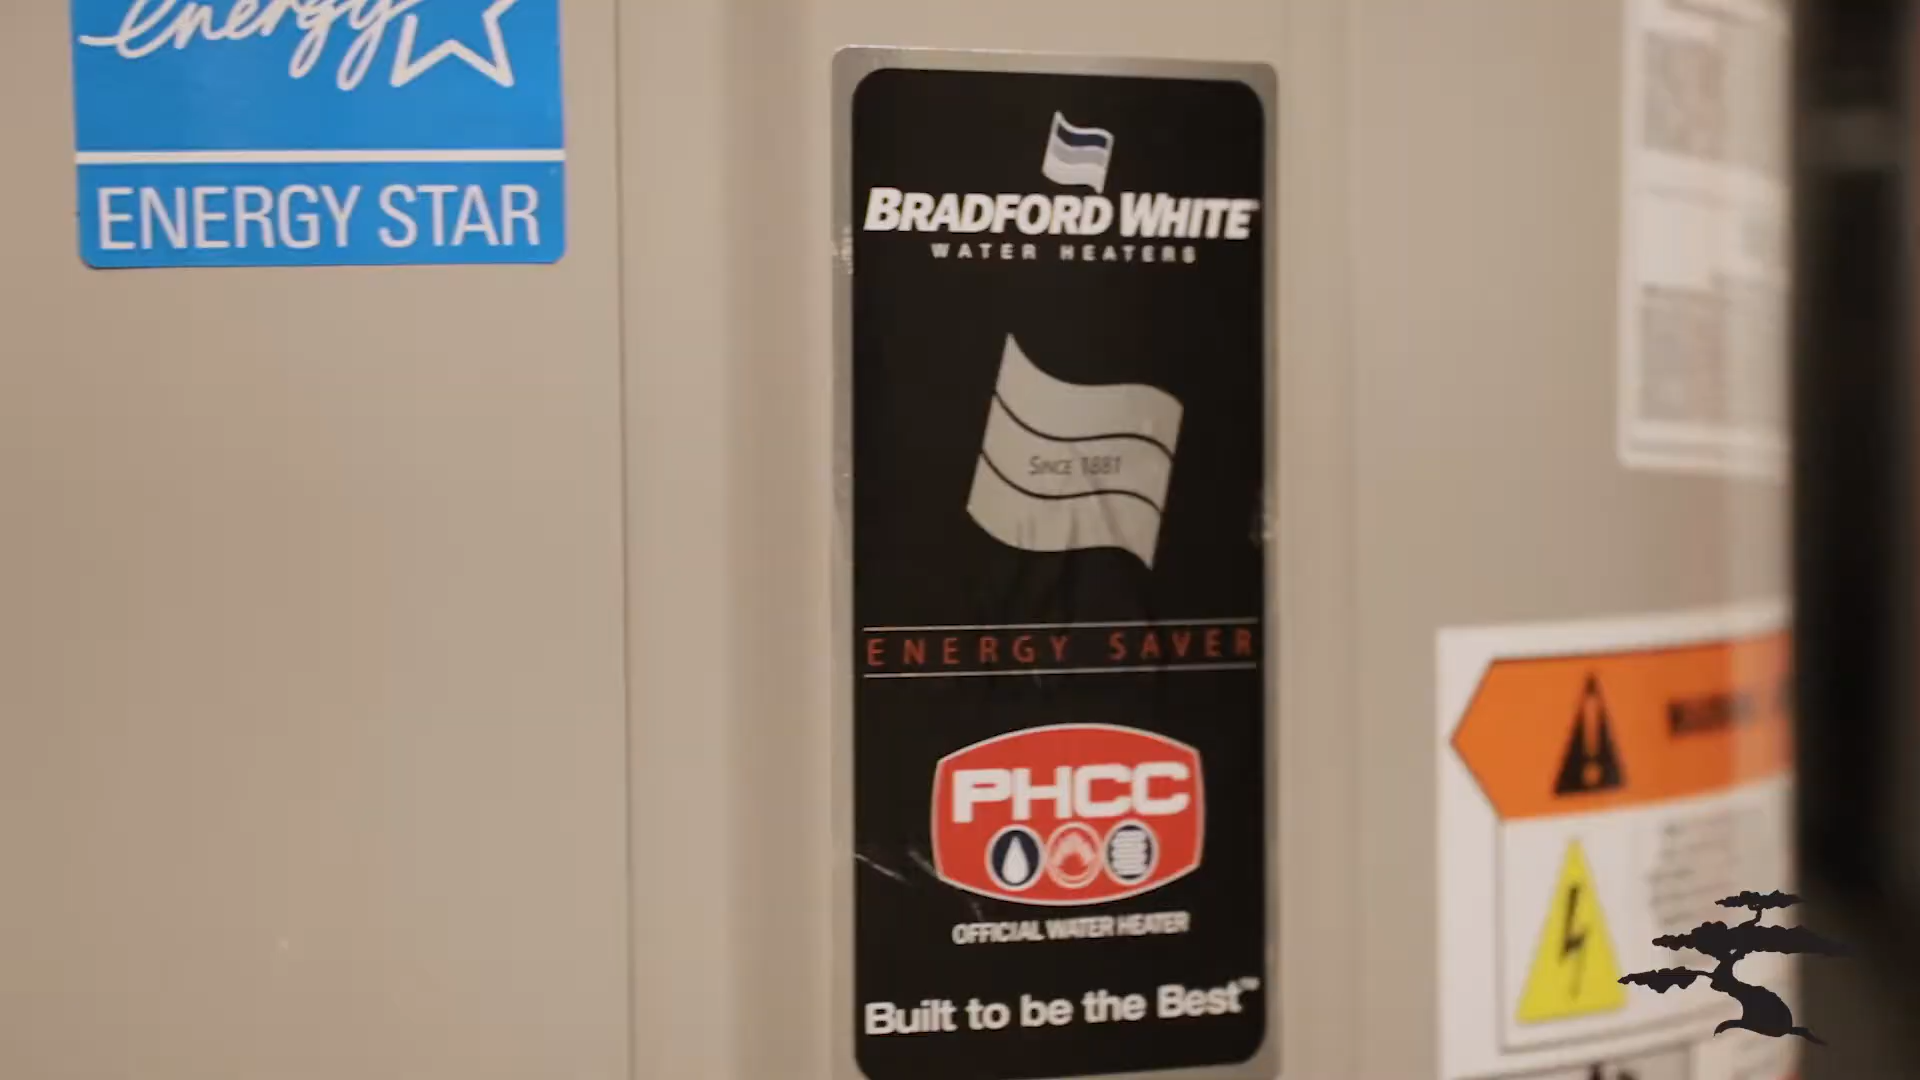 energy
ENERGY STAR
BRADFORD WHITE
WATER HEATERS
SINCE 1881
ENERGY SAVER
PHCC
OFFICIAL WATER HEATER
Built to be the Best™